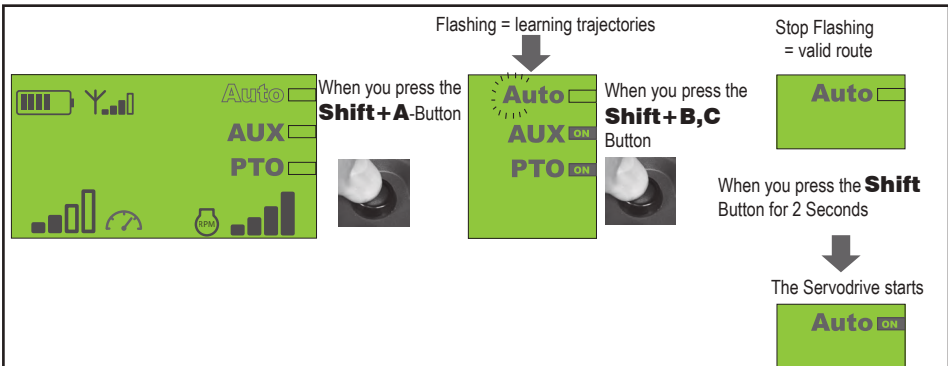 Flashing = learning trajectories
Stop Flashing
= valid route
Auto
AUX
PTO
RPM
When you press the
Shift+A-Button
Auto
AUX ON
PTO ON
When you press the
Shift+B,C
Button
Auto
When you press the Shift
Button for 2 Seconds
The Servodrive starts
Auto ON